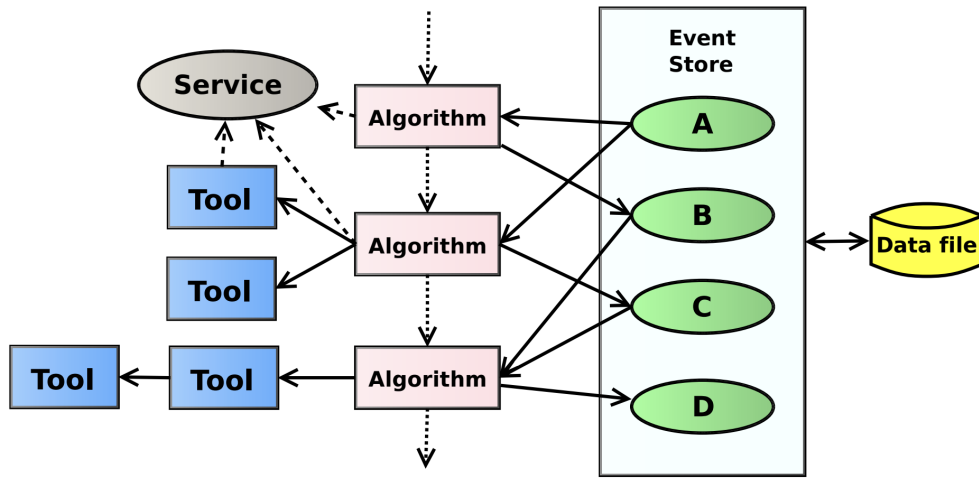 Event
Store
Service
Algorithm
A
Tool
B
Algorithm
Data file
Tool
C
Tool
Tool
Algorithm
D